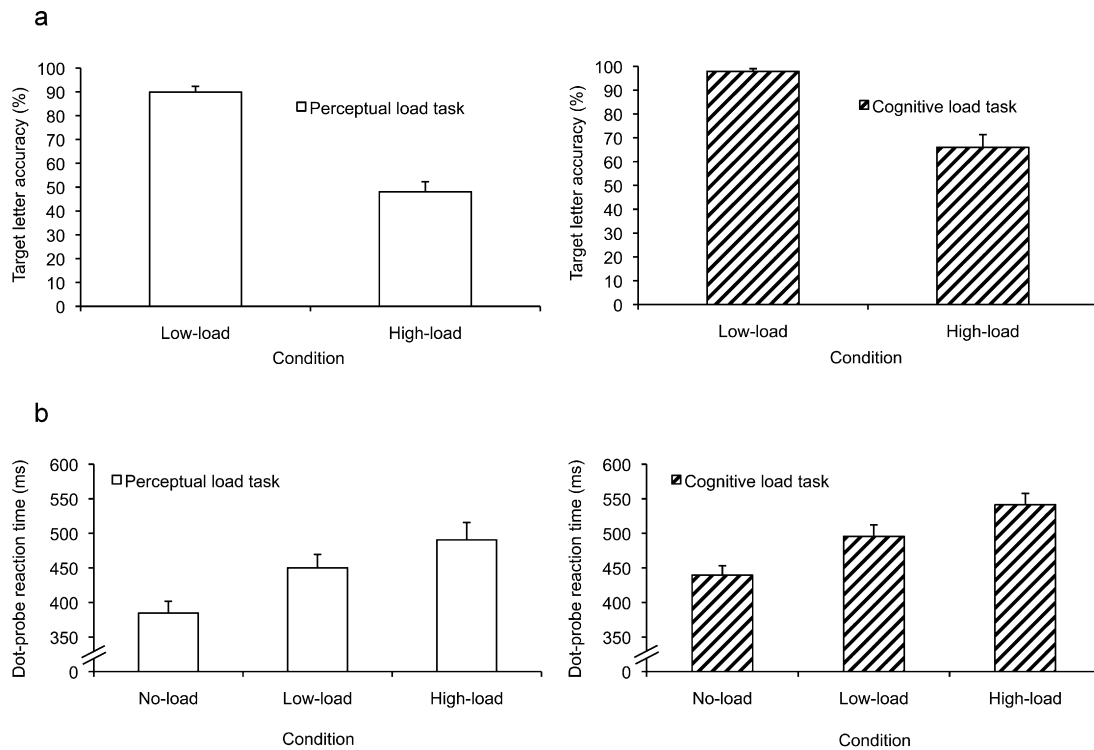 a
100
90
80
70
60
50
40
30
20
10
0
Target letter accuracy (%)
Perceptual load task
Low-load
High-load
Condition
100
90
80
70
60
50
40
30
20
10
0
Target letter accuracy (%)
Cognitive load task
Low-load
High-load
Condition
b
600
550
500
450
400
350
0
Dot-probe reaction time (ms)
Perceptual load task
No-load
Low-load
High-load
Condition
600
550
500
450
400
350
0
Dot-probe reaction time (ms)
Cognitive load task
No-load
Low-load
High-load
Condition